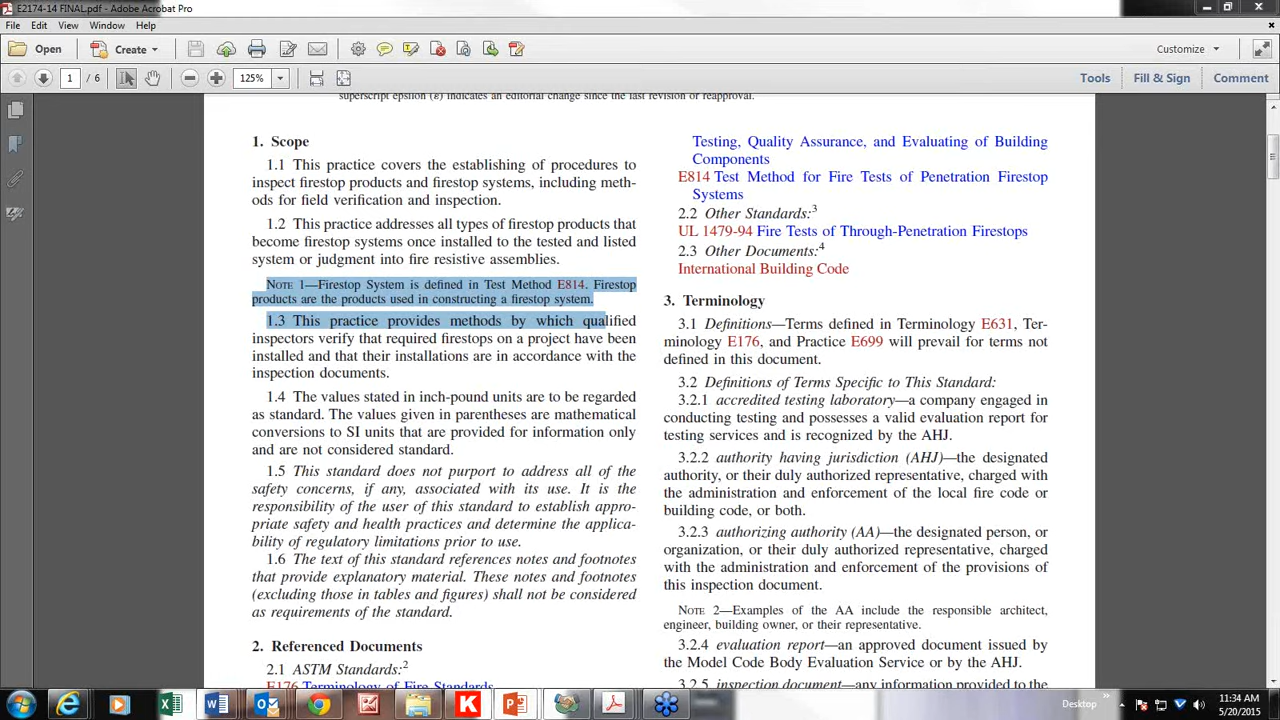 E2174-14 FINAL.pdf - Adobe Acrobat Pro
File Edit View Window Help
Open Create Customize
1 / 6 125% Tools Fill & Sign Comment
superscript epsilon (ε) indicates an editorial change since the last revision or reapproval.
1. Scope
1.1 This practice covers the establishing of procedures to
inspect firestop products and firestop systems, including meth-
ods for field verification and inspection.
1.2 This practice addresses all types of firestop products that
become firestop systems once installed to the tested and listed
system or judgment into fire resistive assemblies.
NOTE 1—Firestop System is defined in Test Method E814. Firestop
products are the products used in constructing a firestop system.
1.3 This practice provides methods by which qualified
inspectors verify that required firestops on a project have been
installed and that their installations are in accordance with the
inspection documents.
1.4 The values stated in inch-pound units are to be regarded
as standard. The values given in parentheses are mathematical
conversions to SI units that are provided for information only
and are not considered standard.
1.5 This standard does not purport to address all of the
safety concerns, if any, associated with its use. It is the
responsibility of the user of this standard to establish appro-
priate safety and health practices and determine the applica-
bility of regulatory limitations prior to use.
1.6 The text of this standard references notes and footnotes
that provide explanatory material. These notes and footnotes
(excluding those in tables and figures) shall not be considered
as requirements of the standard.
2. Referenced Documents
2.1 ASTM Standards:2
E176 Terminology of Fire Standards
Testing, Quality Assurance, and Evaluating of Building
Components
E814 Test Method for Fire Tests of Penetration Firestop
Systems
2.2 Other Standards:3
UL 1479-94 Fire Tests of Through-Penetration Firestops
2.3 Other Documents:4
International Building Code
3. Terminology
3.1 Definitions—Terms defined in Terminology E631, Ter-
minology E176, and Practice E699 will prevail for terms not
defined in this document.
3.2 Definitions of Terms Specific to This Standard:
3.2.1 accredited testing laboratory—a company engaged in
conducting testing and possesses a valid evaluation report for
testing services and is recognized by the AHJ.
3.2.2 authority having jurisdiction (AHJ)—the designated
authority, or their duly authorized representative, charged with
the administration and enforcement of the local fire code or
building code, or both.
3.2.3 authorizing authority (AA)—the designated person, or
organization, or their duly authorized representative, charged
with the administration and enforcement of the provisions of
this inspection document.
NOTE 2—Examples of the AA include the responsible architect,
engineer, building owner, or their representative.
3.2.4 evaluation report—an approved document issued by
the Model Code Body Evaluation Service or by the AHJ.
3.2.5 inspection document—any information provided to the
Desktop
11:34 AM
5/20/2015